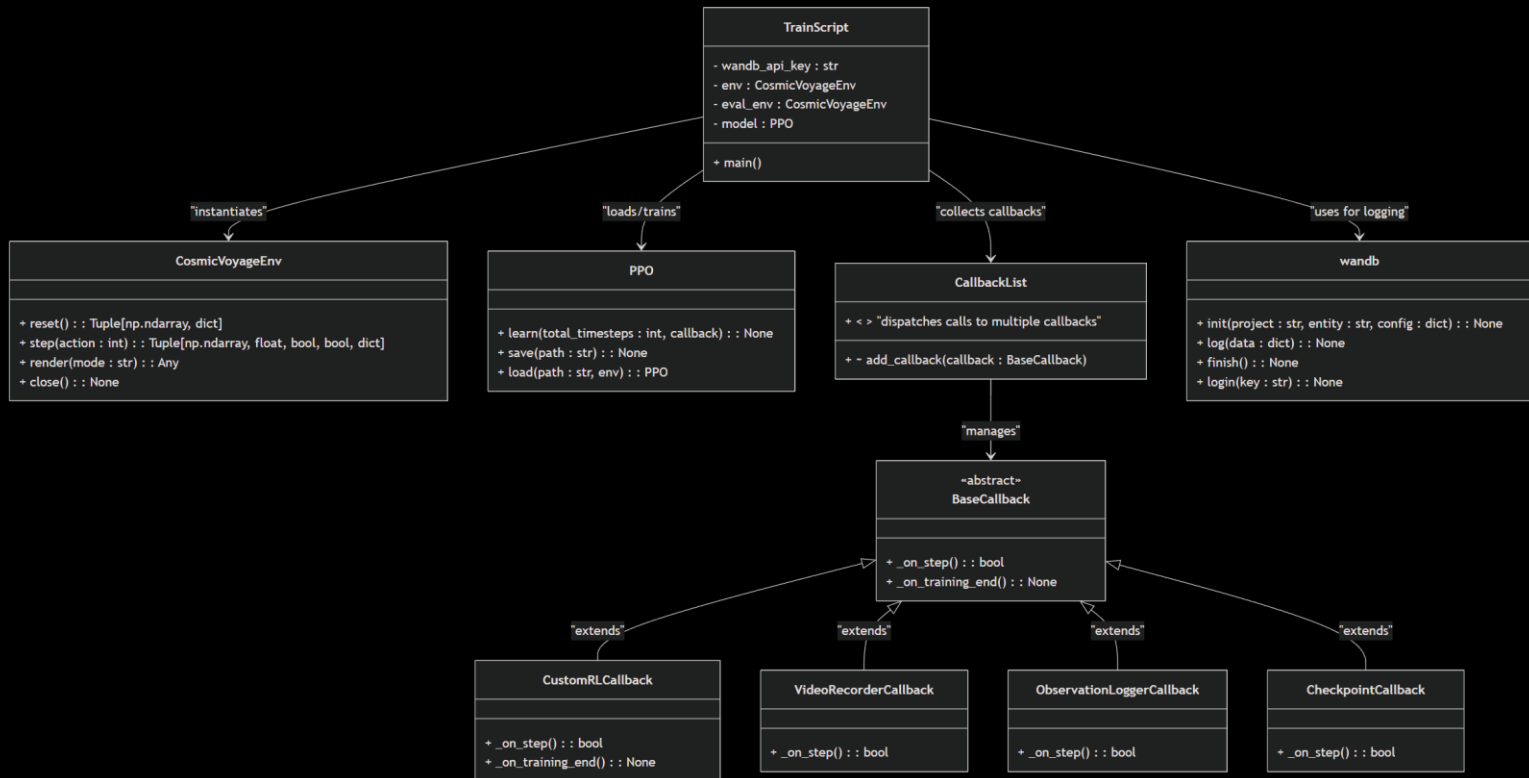 TrainScript
- wandb_api_key : str
- env : CosmicVoyageEnv
- eval_env : CosmicVoyageEnv
- model : PPO
+ main()
"instantiates"
"loads/trains"
"collects callbacks"
"uses for logging"
CosmicVoyageEnv
+ reset() : : Tuple[np.ndarray, dict]
+ step(action : int) : : Tuple[np.ndarray, float, bool, bool, dict]
+ render(mode : str) : : Any
+ close() : : None
PPO
+ learn(total_timesteps : int, callback) : : None
+ save(path : str) : : None
+ load(path : str, env) : : PPO
CallbackList
+ < > "dispatches calls to multiple callbacks"
+ ~ add_callback(callback : BaseCallback)
wandb
+ init(project : str, entity : str, config : dict) : : None
+ log(data : dict) : : None
+ finish() : : None
+ login(key : str) : : None
"manages"
«abstract»
BaseCallback
+ _on_step() : : bool
+ _on_training_end() : : None
"extends"
"extends"
"extends"
"extends"
CustomRLCallback
+ _on_step() : : bool
+ _on_training_end() : : None
VideoRecorderCallback
+ _on_step() : : bool
ObservationLoggerCallback
+ _on_step() : : bool
CheckpointCallback
+ _on_step() : : bool